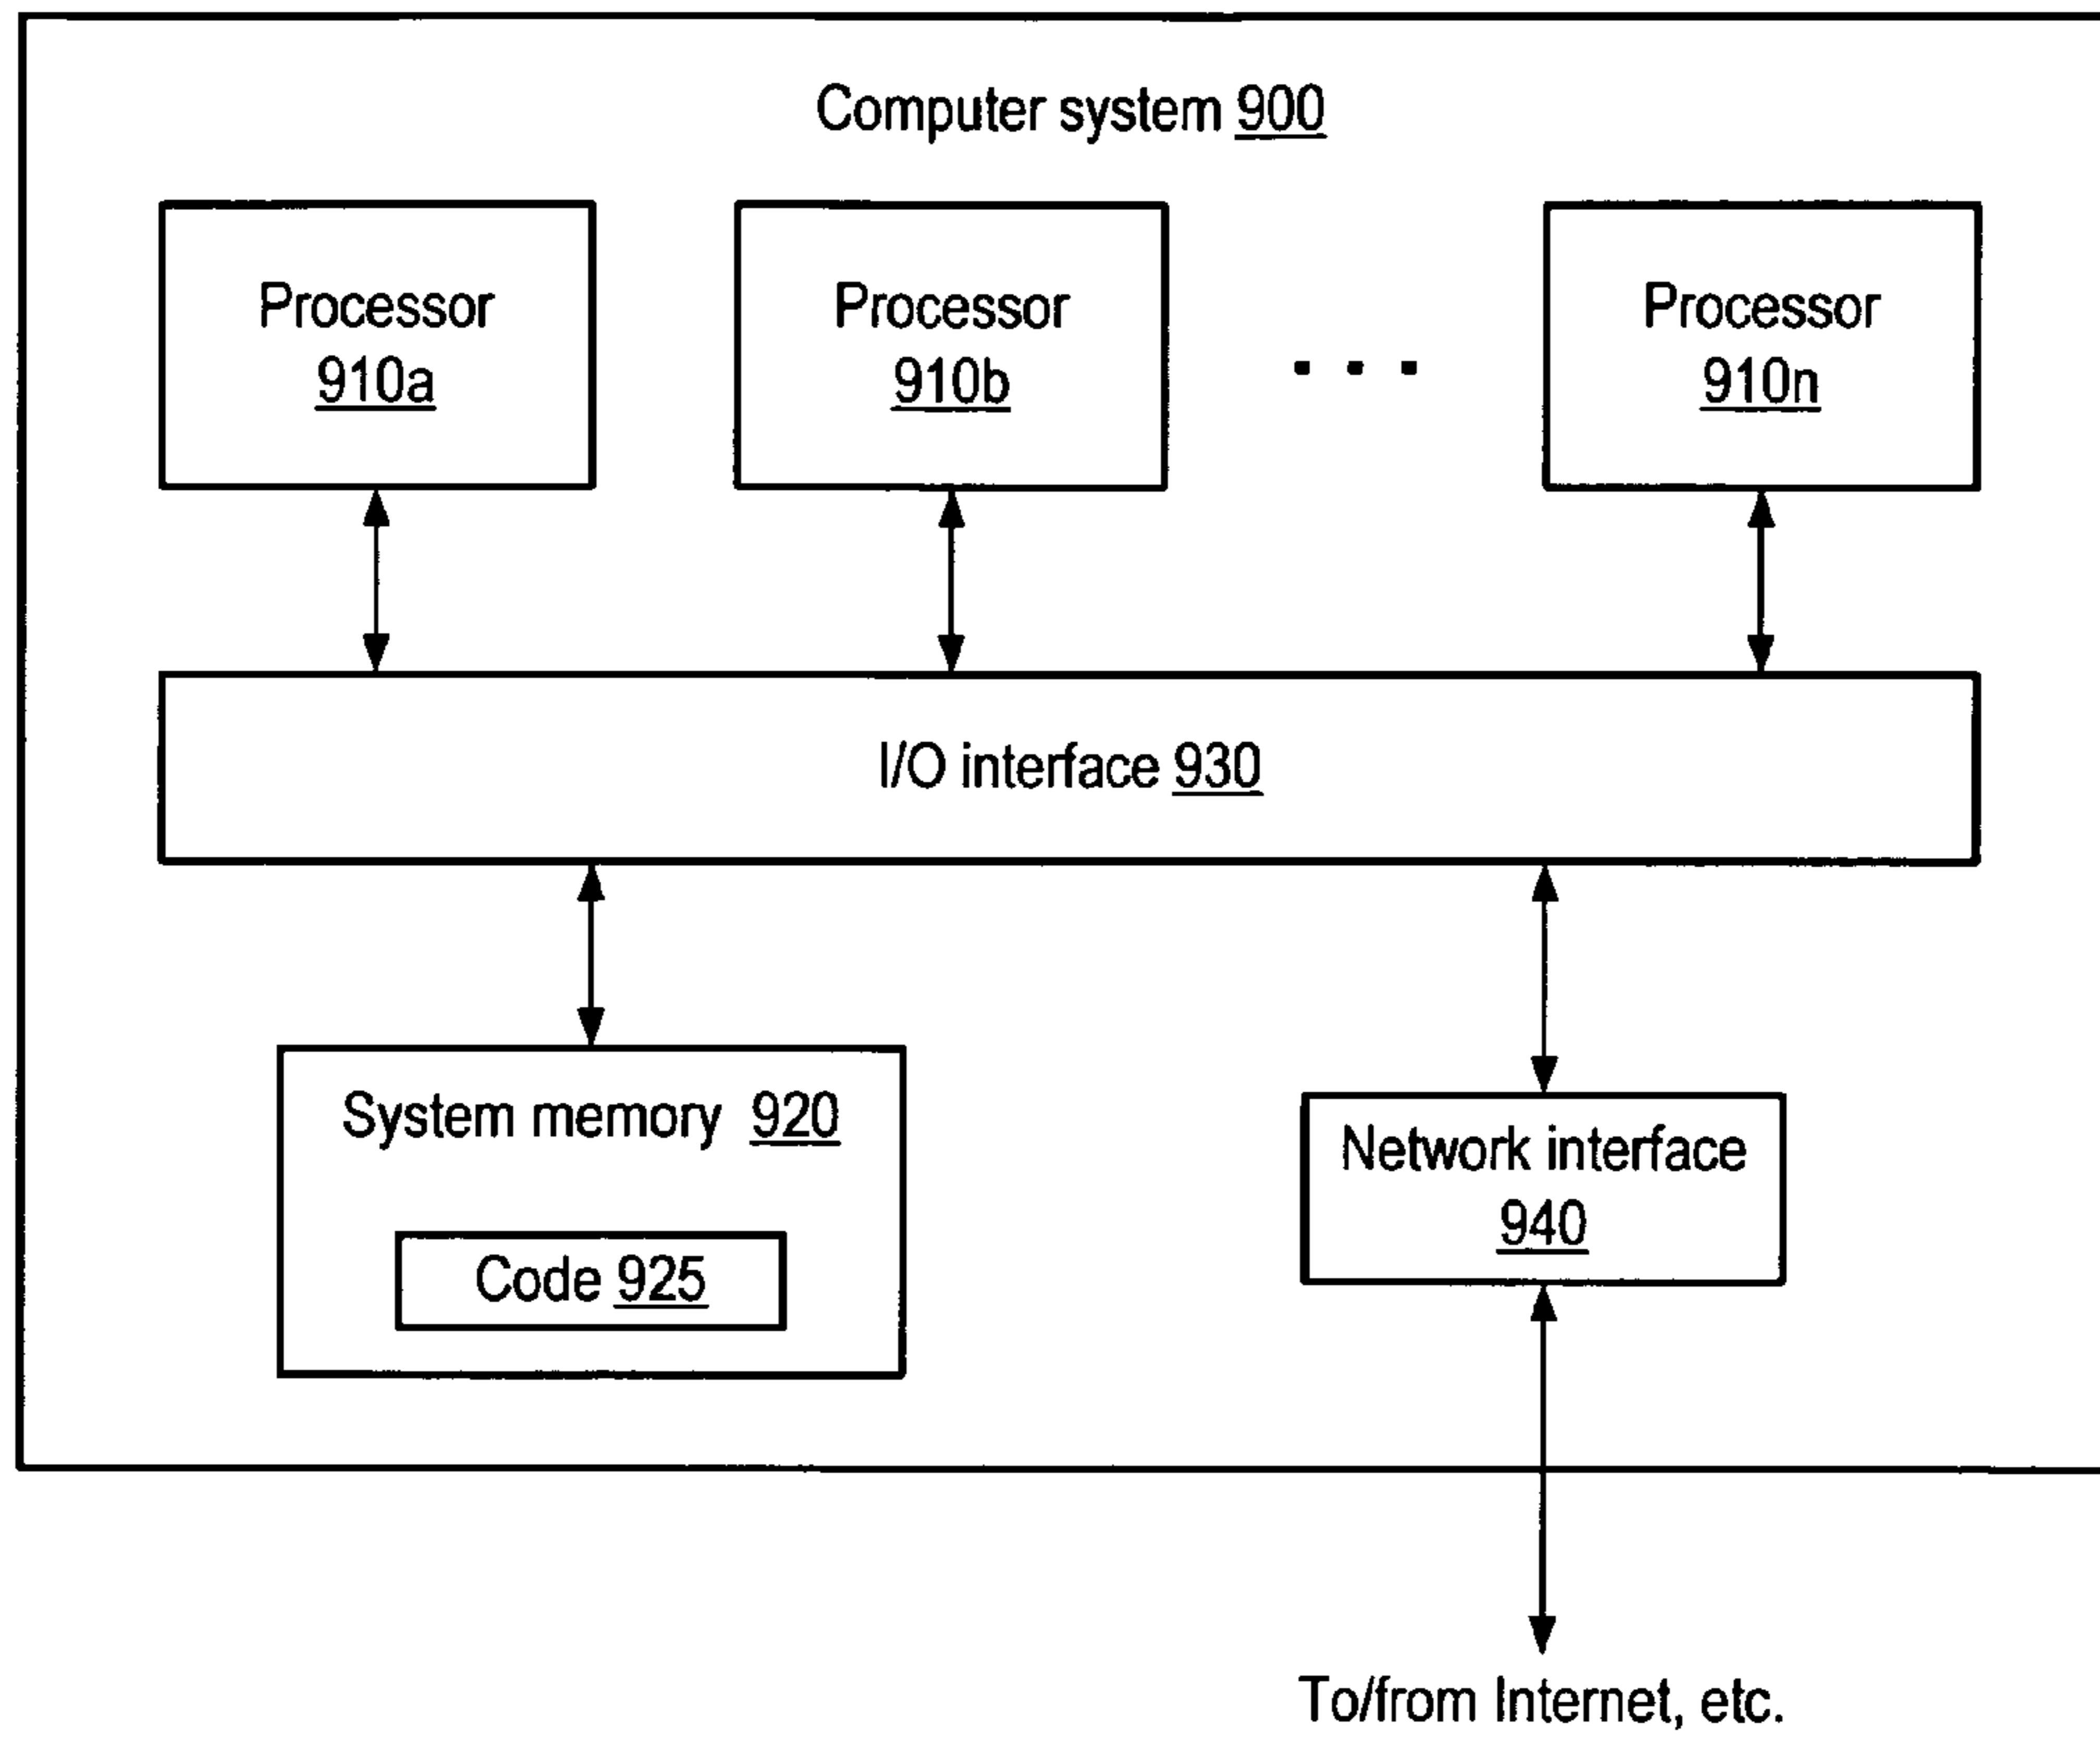 Computer system 900
Processor
910a
Processor
910b
. . .
Processor
910n
I/O interface 930
System memory 920
Code 925
Network interface
940
To/from Internet, etc.